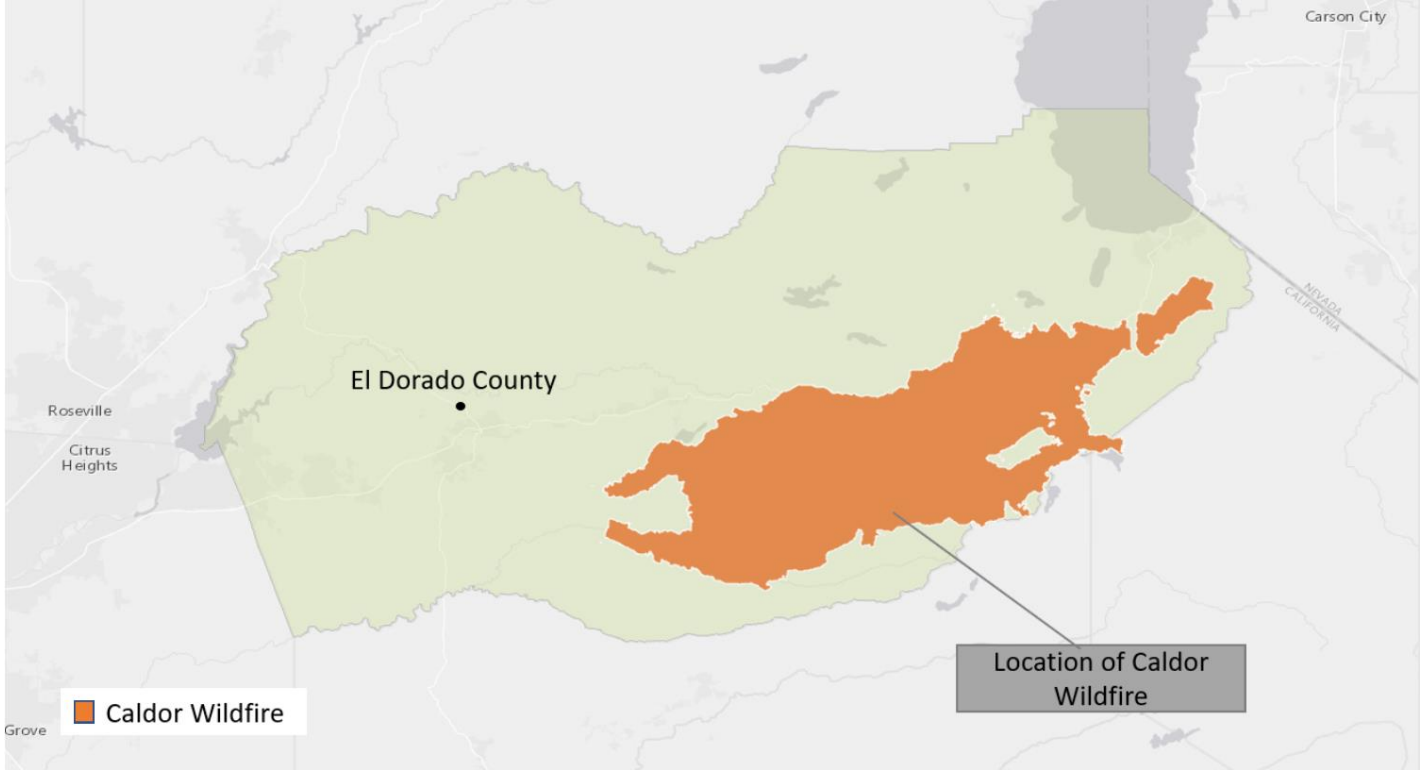 Carson City
NEVADA
CALIFORNIA
El Dorado County
Roseville
Citrus
Heights
Location of Caldor
Wildfire
Caldor Wildfire
Grove